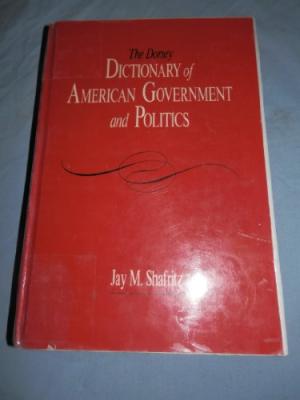 The Dorsey
DICTIONARY of
AMERICAN GOVERNMENT
and POLITICS
Jay M. Shafritz